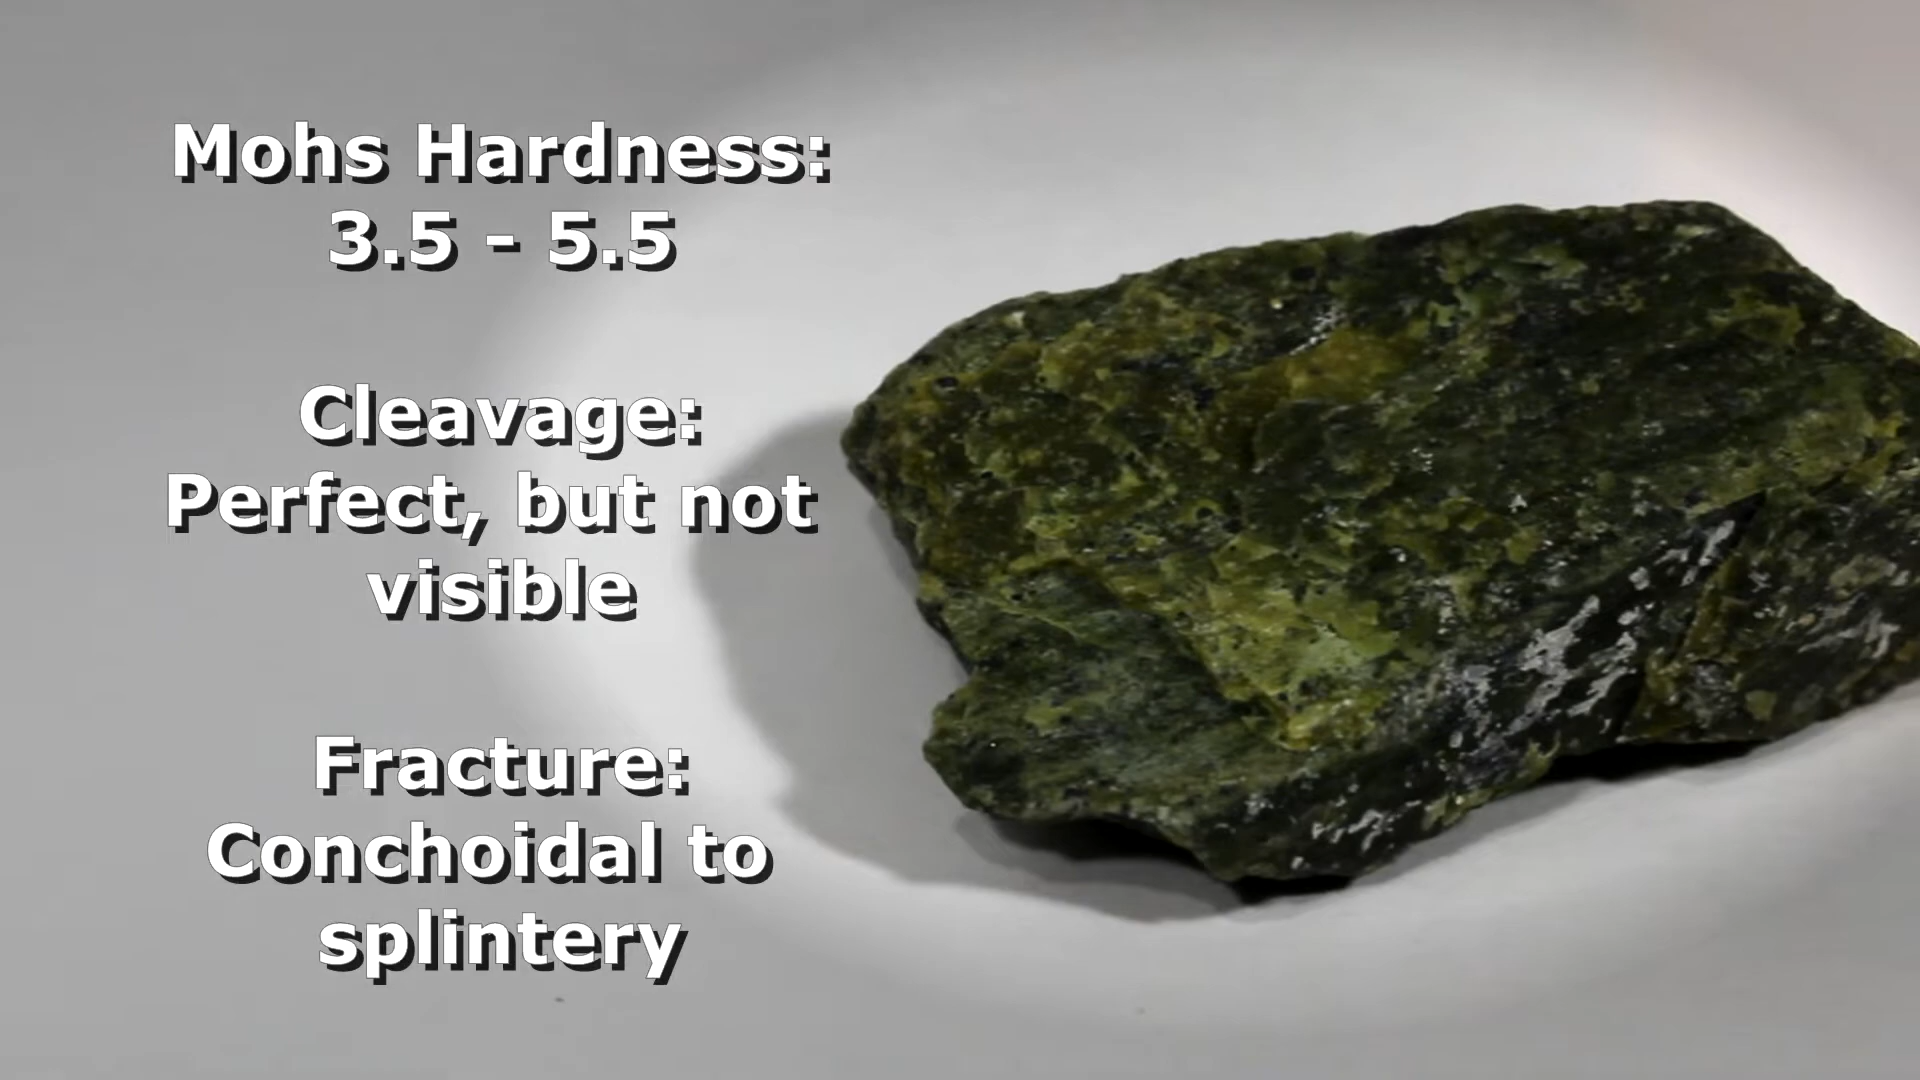 Mohs Hardness:
3.5 - 5.5
Cleavage:
Perfect, but not
visible
Fracture:
Conchoidal to
splintery